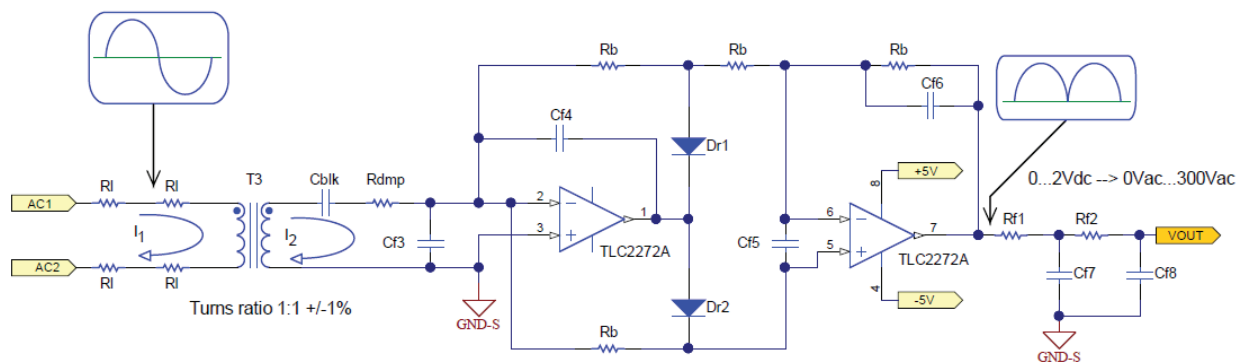 Rb
Rb
Rb
Cf6
Cf4
Dr1
+5V
0...2Vdc --> 0Vac...300Vac
Rl
Rl
T3
Cblk
Rdmp
AC1
2
3
1
TLC2272A
8
6
5
7
TLC2272A
4
Rf1
Rf2
VOUT
I1
I2
Cf3
Cf5
Cf7
Cf8
AC2
Rl
Rl
-5V
Dr2
Turns ratio 1:1 +/-1%
GND-S
Rb
GND-S